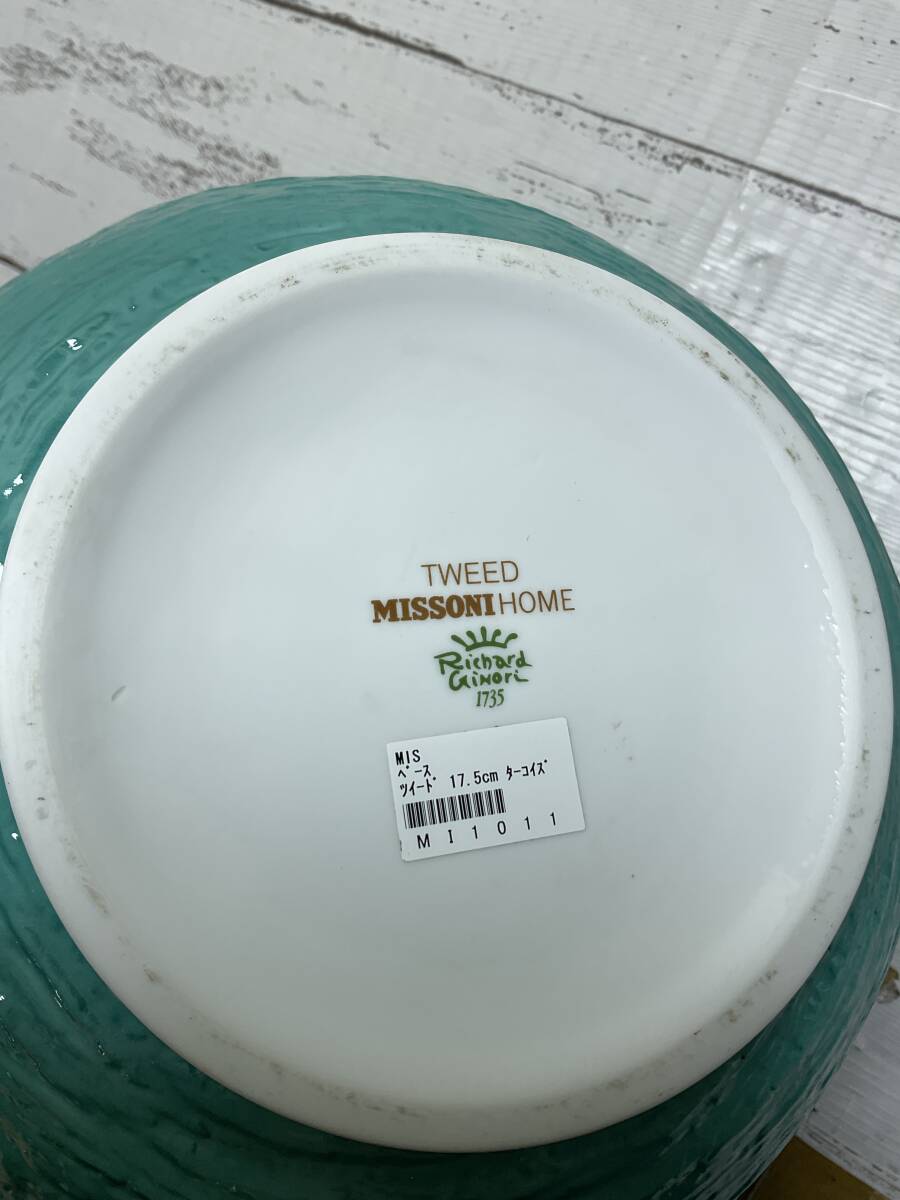 TWEED
MISSONI HOME
Richard
Ginori
1735
MIS
ﾍﾞｰｽ
ﾂｲｰﾄﾞ 17.5cm ﾀｰｺｲｽﾞ
MI1011